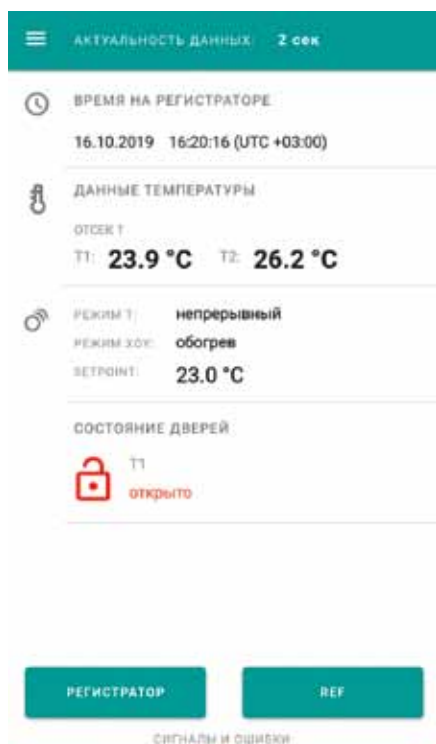 АКТУАЛЬНОСТЬ ДАННЫХ: 2 сек
ВРЕМЯ НА РЕГИСТРАТОРЕ
16.10.2019 16:20:16 (UTC +03:00)
ДАННЫЕ ТЕМПЕРАТУРЫ
ОТСЕК 1
T1: 23.9 °C T2: 26.2 °C
РЕЖИМ T: непрерывный
РЕЖИМ ХОУ: обогрев
SETPOINT: 23.0 °C
СОСТОЯНИЕ ДВЕРЕЙ
T1
открыто
РЕГИСТРАТОР REF
СИГНАЛЫ И ОШИБКИ